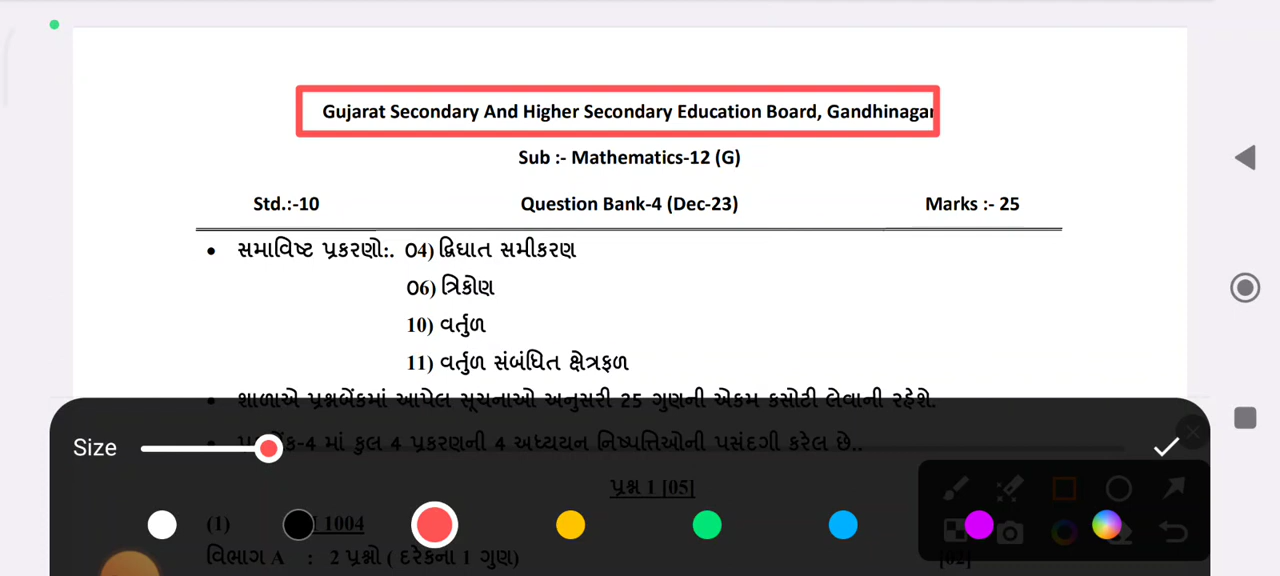 Gujarat Secondary And Higher Secondary Education Board, Gandhinagar
Sub :- Mathematics-12 (G)
Std.:-10 Question Bank-4 (Dec-23) Marks :- 25
• સમાવિષ્ટ પ્રકરણો:. 04) દ્વિઘાત સમીકરણ
06) ત્રિકોણ
10) વર્તુળ
11) વર્તુળ સંબંધિત ક્ષેત્રફળ
• શાળાએ પ્રશ્નબેંકમાં આપેલ સૂચનાઓ અનુસરી 25 ગુણની એકમ કસોટી લેવાની રહેશે.
Size
માં કુલ 4 પ્રકરણની 4 અધ્યયન નિષ્પત્તિઓની પસંદગી કરેલ છે..
પ્રશ્ન 1 [05]
(1) 1004
વિભાગ A : 2 પ્રશ્નો ( દરેકના 1 ગુણ) [02]